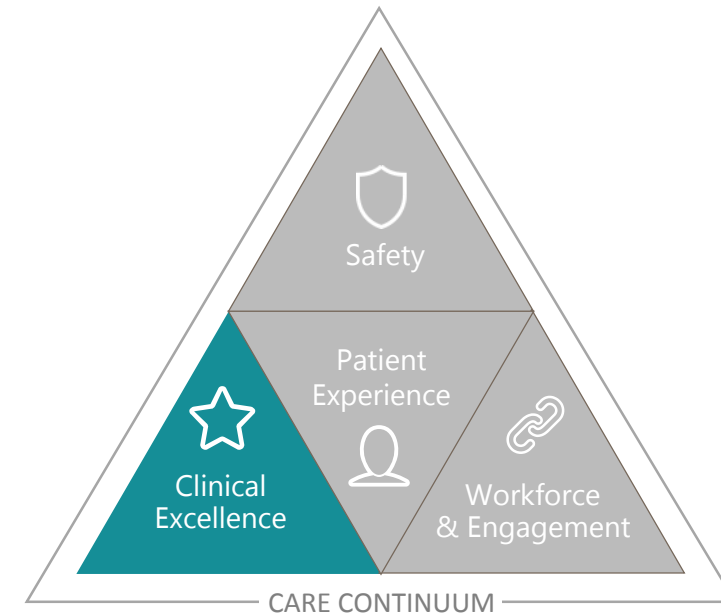 Safety
Patient
Experience
Clinical
Excellence
Workforce
& Engagement
CARE CONTINUUM